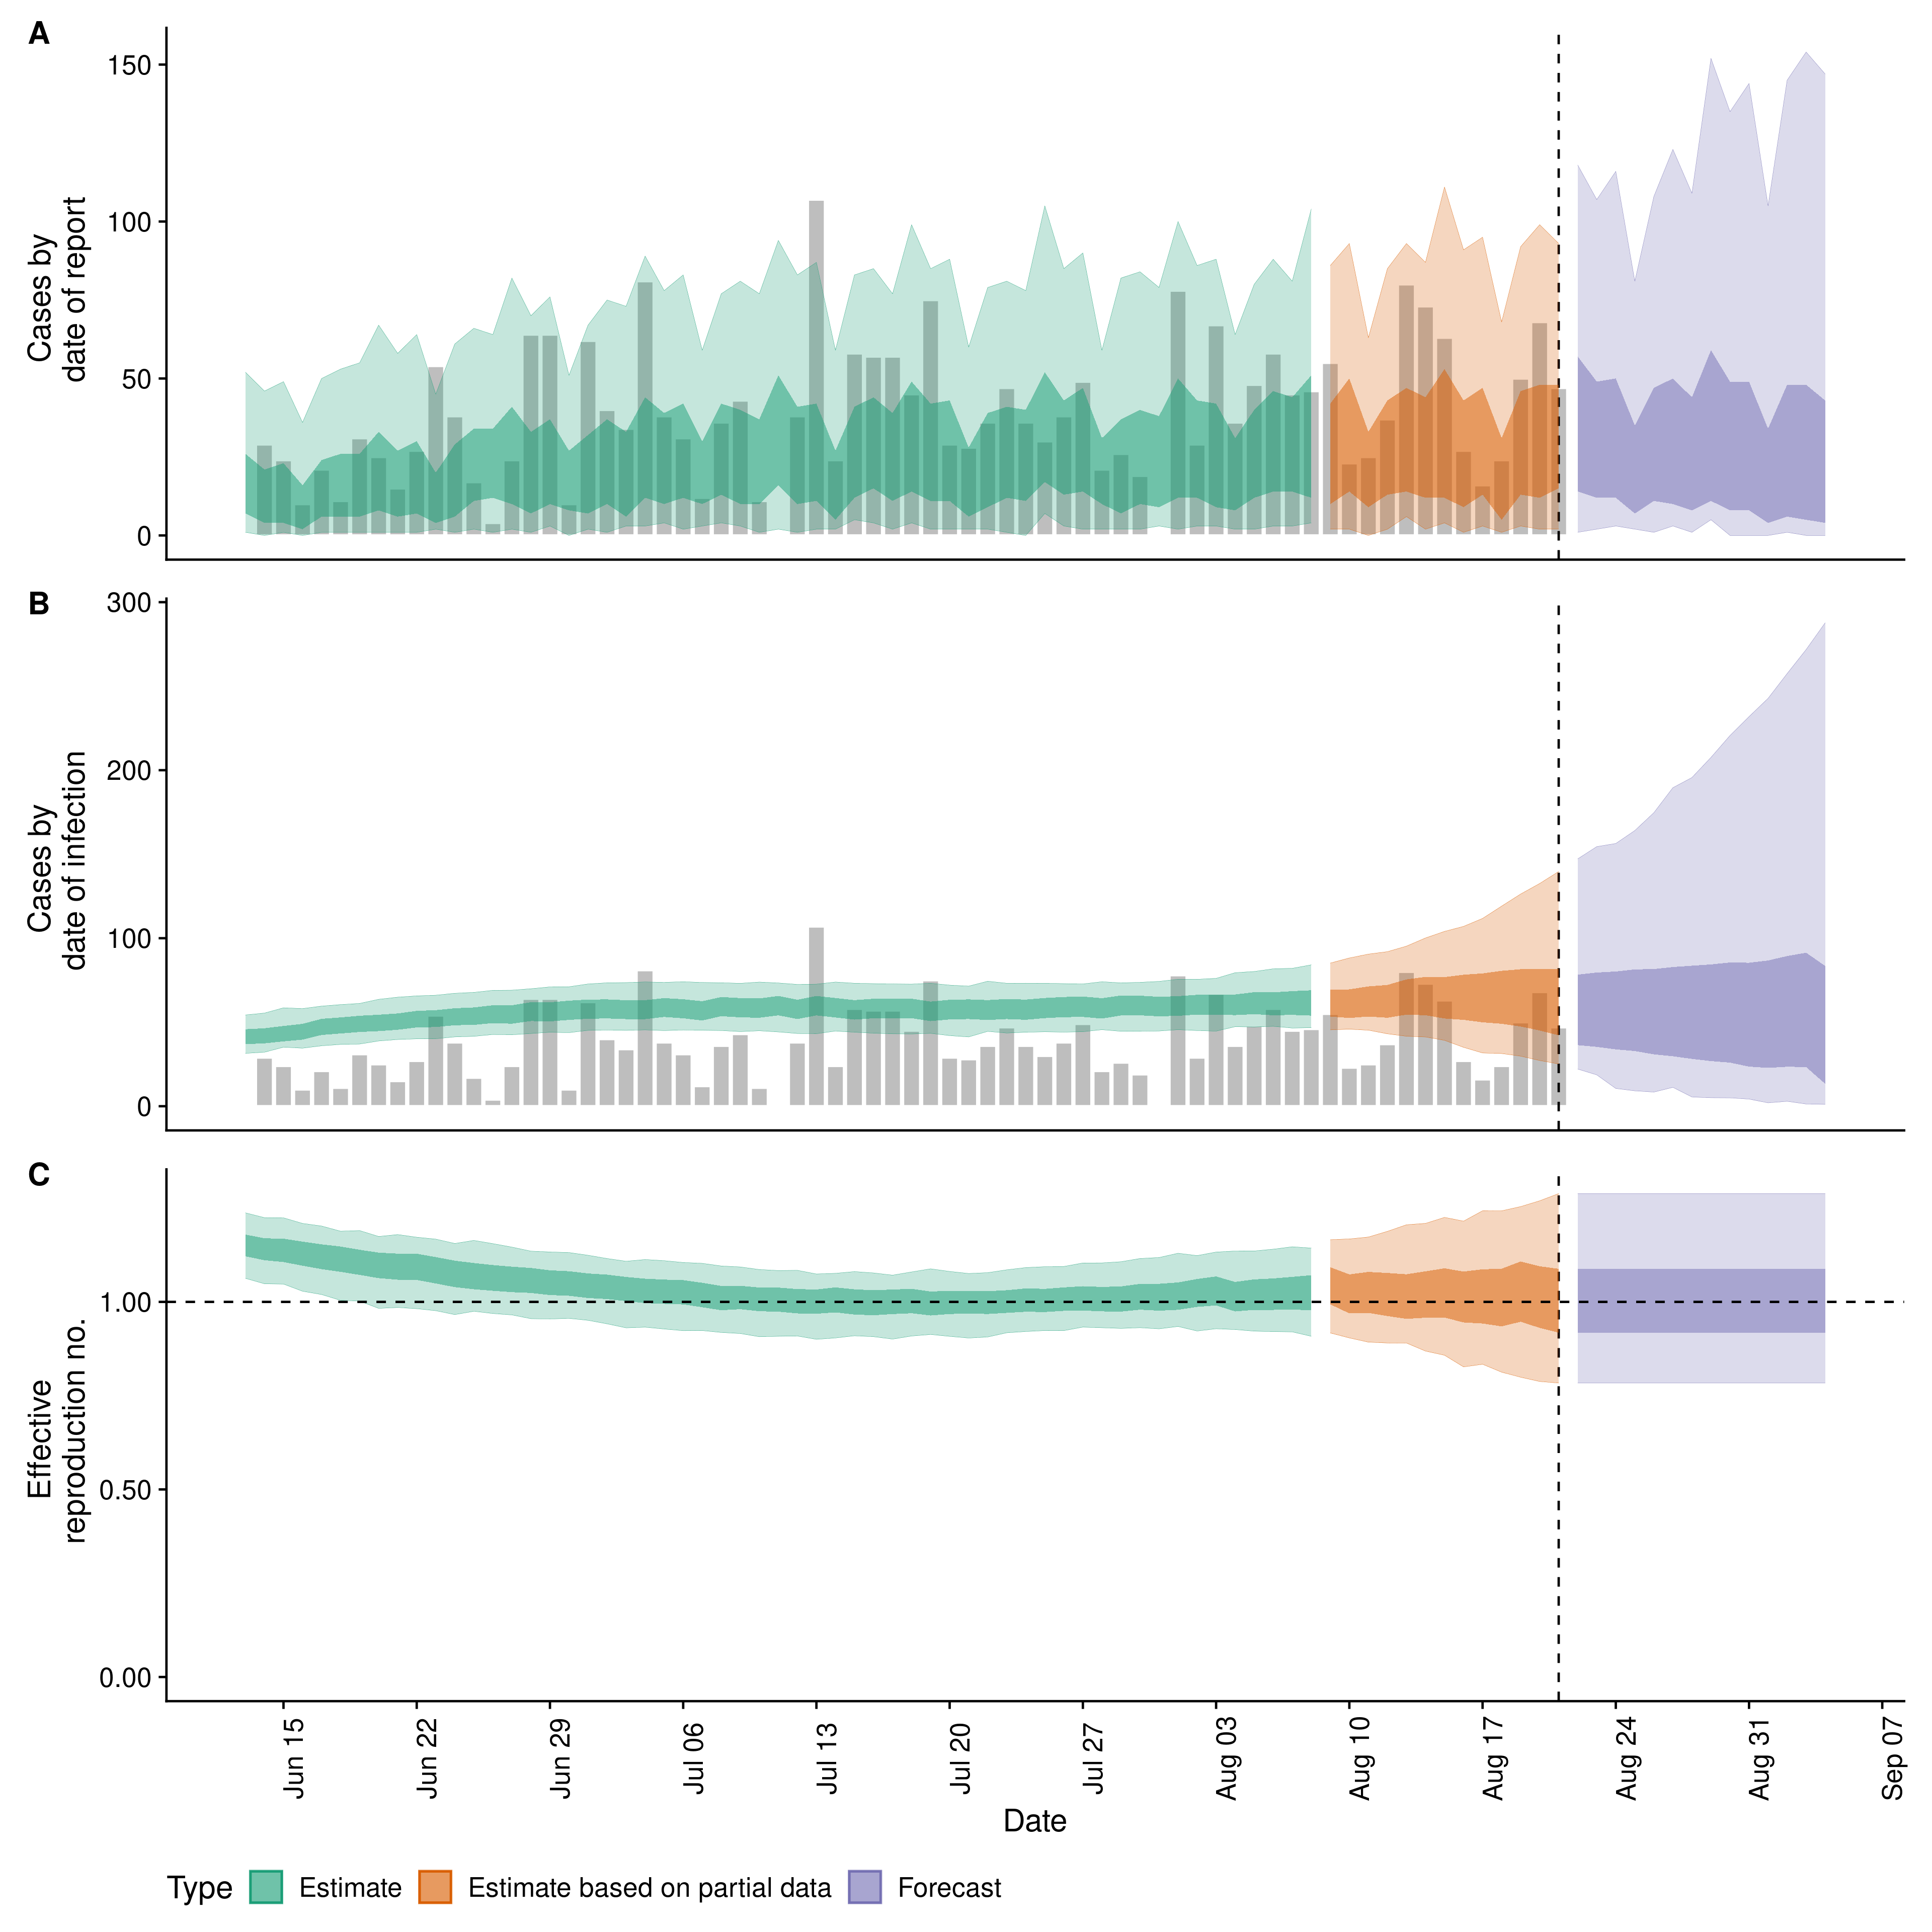 A
150
100
50
0
Cases by
date of report
B
300
200
100
0
Cases by
date of infection
C
1.00
0.50
0.00
Effective
reproduction no.
Jun 15
Jun 22
Jun 29
Jul 06
Jul 13
Jul 20
Jul 27
Aug 03
Aug 10
Aug 17
Aug 24
Aug 31
Sep 07
Date
Type Estimate Estimate based on partial data Forecast